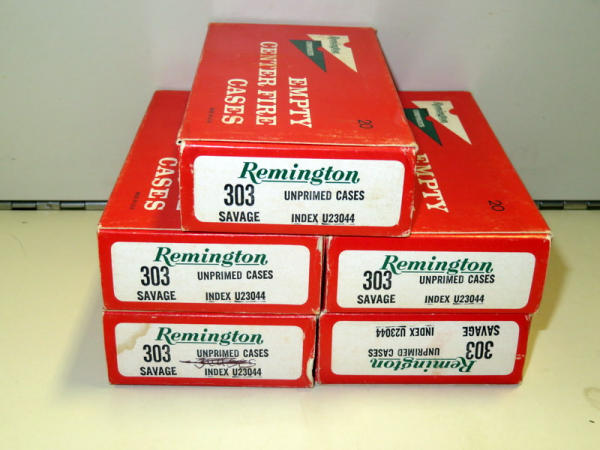 Remington
EMPTY
CENTER FIRE
CASES
20
Remington
303
SAVAGE
UNPRIMED CASES
INDEX U23044
CASES
Remington
EMPTY
20
Remington
303
SAVAGE
UNPRIMED CASES
INDEX U23044
Remington
303
SAVAGE
UNPRIMED CASES
INDEX U23044
Remington
303
SAVAGE
UNPRIMED CASES
INDEX U23044
Remington
303
SAVAGE
UNPRIMED CASES
INDEX U23044